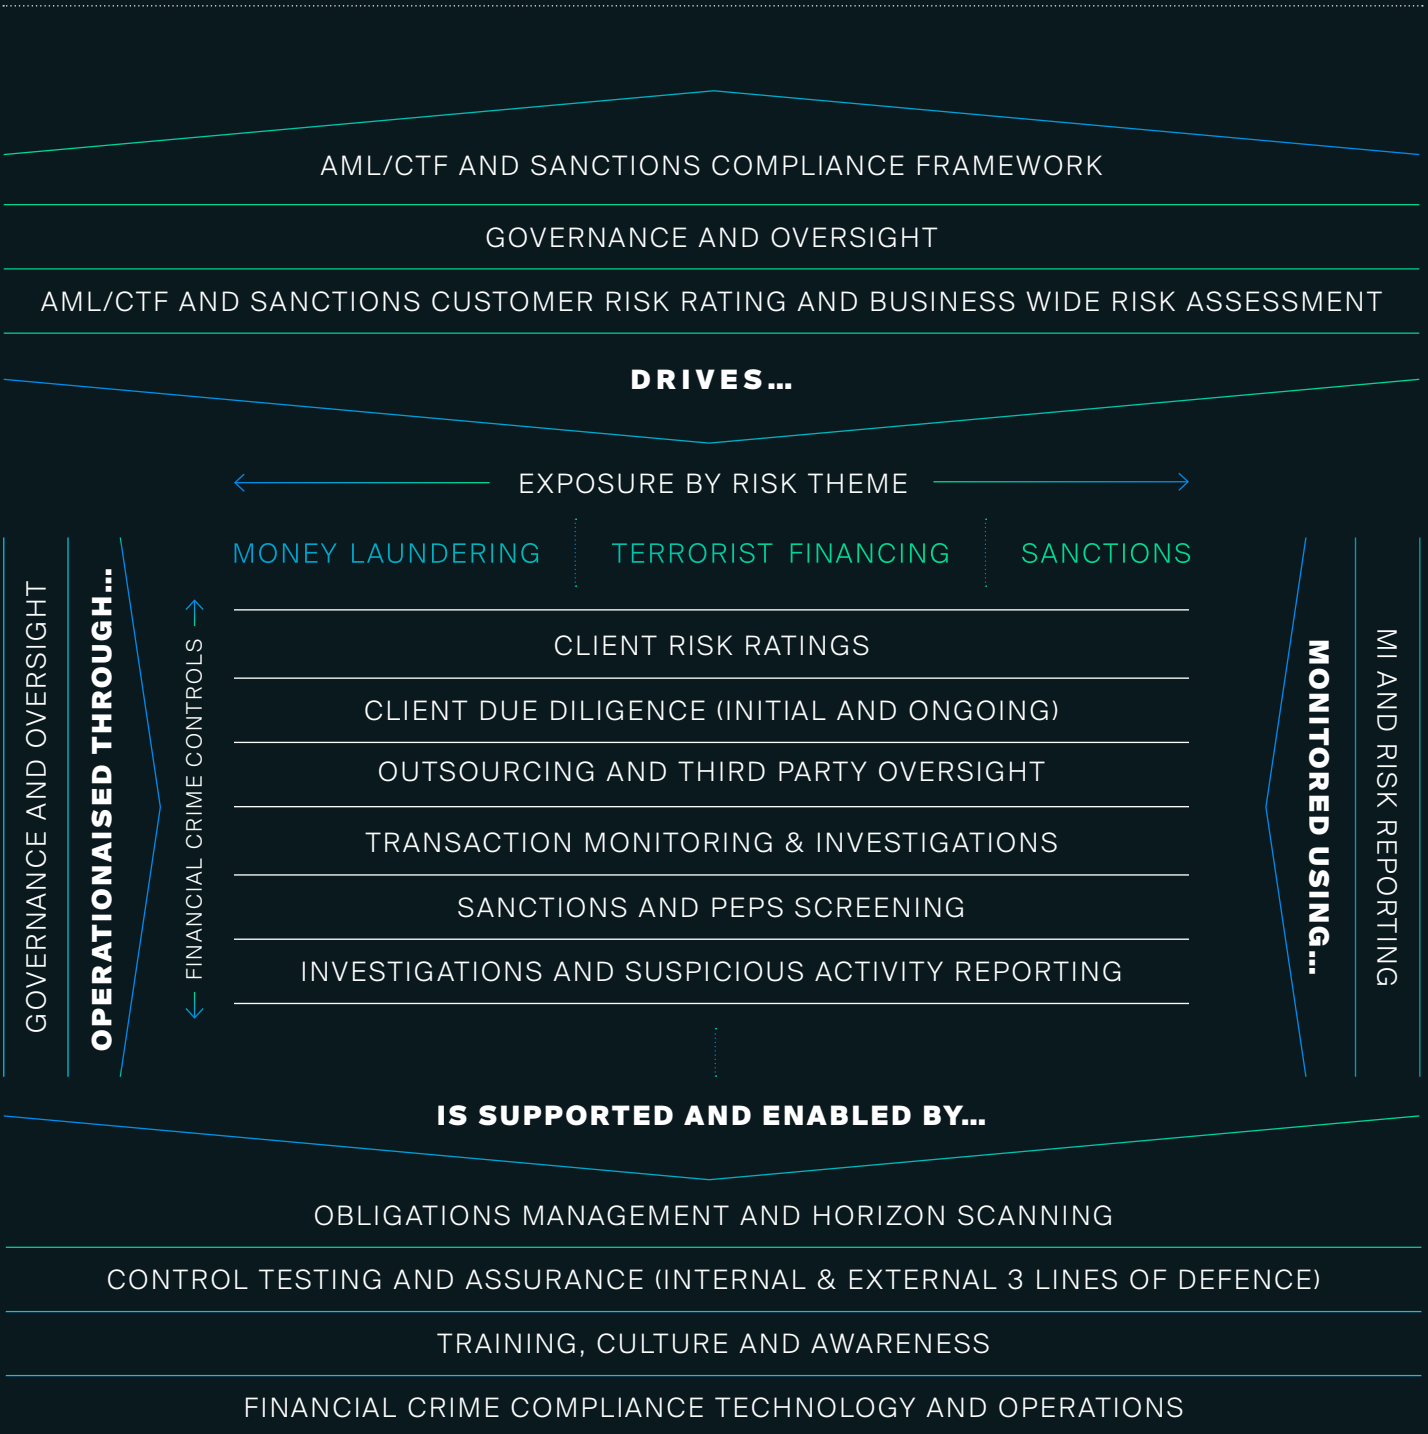 AML/CTF AND SANCTIONS COMPLIANCE FRAMEWORK
GOVERNANCE AND OVERSIGHT
AML/CTF AND SANCTIONS CUSTOMER RISK RATING AND BUSINESS WIDE RISK ASSESSMENT
DRIVES...
EXPOSURE BY RISK THEME
MONEY LAUNDERING
TERRORIST FINANCING
SANCTIONS
GOVERNANCE AND OVERSIGHT
OPERATIONAISED THROUGH...
FINANCIAL CRIME CONTROLS
CLIENT RISK RATINGS
CLIENT DUE DILIGENCE (INITIAL AND ONGOING)
OUTSOURCING AND THIRD PARTY OVERSIGHT
TRANSACTION MONITORING & INVESTIGATIONS
SANCTIONS AND PEPS SCREENING
INVESTIGATIONS AND SUSPICIOUS ACTIVITY REPORTING
MONITORED USING...
MI AND RISK REPORTING
IS SUPPORTED AND ENABLED BY...
OBLIGATIONS MANAGEMENT AND HORIZON SCANNING
CONTROL TESTING AND ASSURANCE (INTERNAL & EXTERNAL 3 LINES OF DEFENCE)
TRAINING, CULTURE AND AWARENESS
FINANCIAL CRIME COMPLIANCE TECHNOLOGY AND OPERATIONS